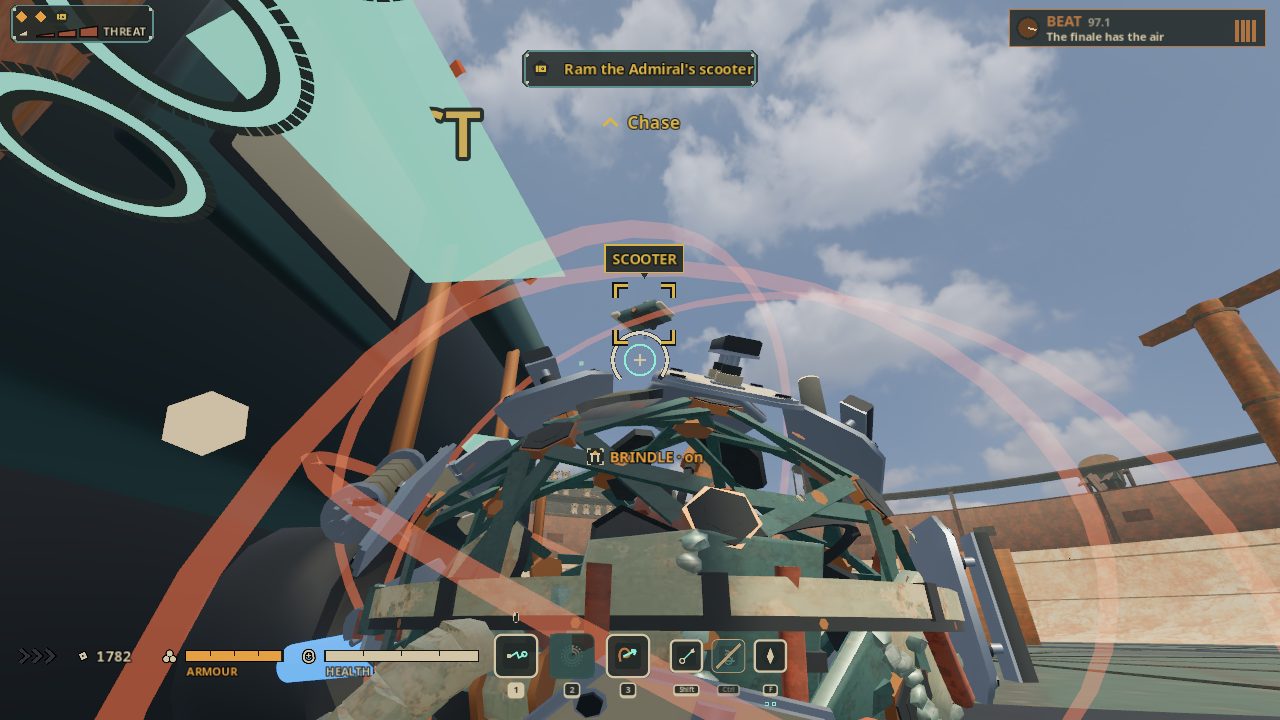 THREAT
BEAT 97.1
The finale has the air
Ram the Admiral's scooter
Chase
T
SCOOTER
BRINDLE · on
1782
ARMOUR
HEALTH
1
2
3
Shift
Ctrl
F